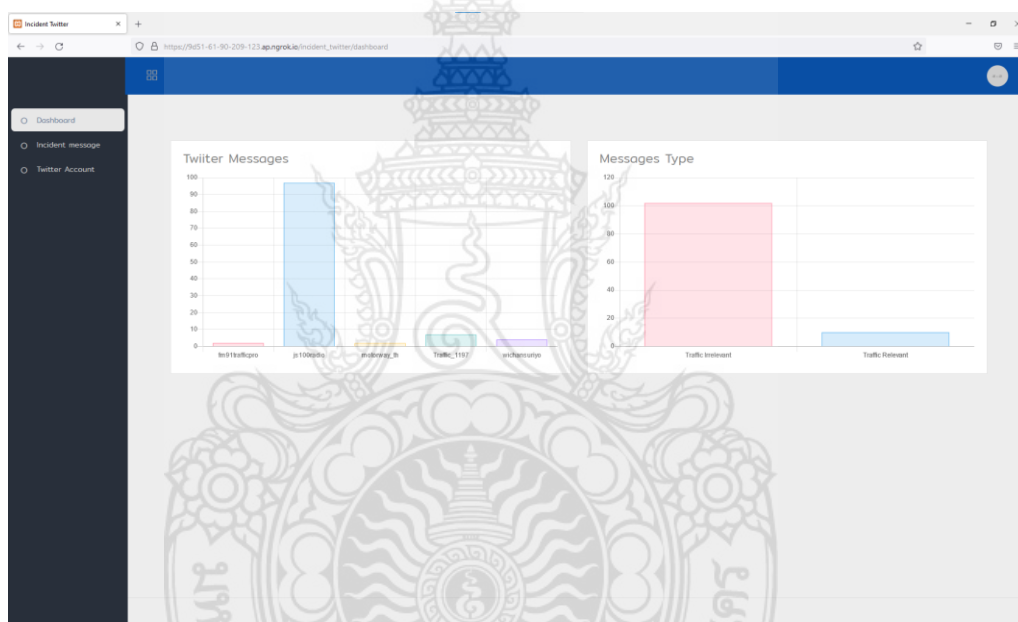 Incident Twitter
https://9d51-61-90-209-123.ap.ngrok.io/incident_twitter/dashboard
Dashboard
Incident message
Twitter Account
Twiiter Messages
100
90
80
70
60
50
40
30
20
10
0
fm91trafficpro
js100radio
motorway_th
Traffic_1197
wichansuriyo
Messages Type
120
100
80
60
40
20
0
Traffic Irrelevant
Traffic Relevant